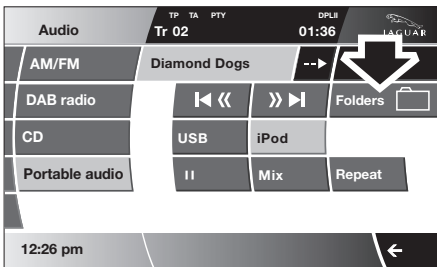 TP TA PTY DPLII
Audio Tr 02 01:36 JAGUAR
AM/FM Diamond Dogs
DAB radio Folders
CD USB iPod
Portable audio Mix Repeat
12:26 pm